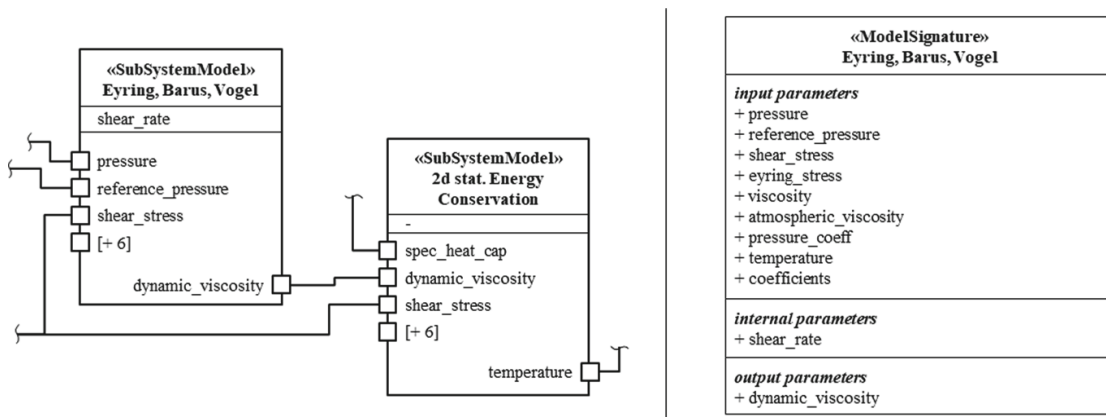 «SubSystemModel»
Eyring, Barus, Vogel
shear_rate
pressure
reference_pressure
shear_stress
[+ 6]
dynamic_viscosity
«SubSystemModel»
2d stat. Energy
Conservation
-
spec_heat_cap
dynamic_viscosity
shear_stress
[+ 6]
temperature
«ModelSignature»
Eyring, Barus, Vogel
input parameters
+ pressure
+ reference_pressure
+ shear_stress
+ eyring_stress
+ viscosity
+ atmospheric_viscosity
+ pressure_coeff
+ temperature
+ coefficients
internal parameters
+ shear_rate
output parameters
+ dynamic_viscosity